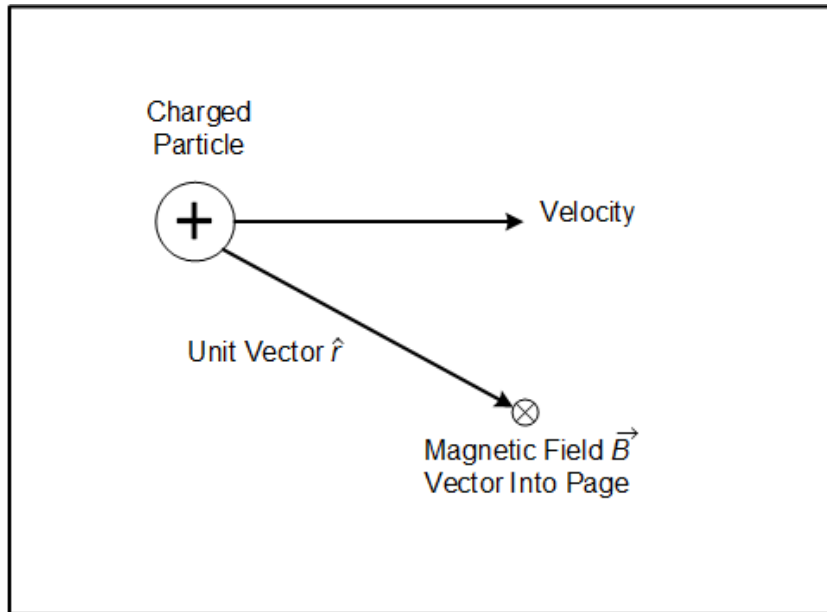 Charged
Particle
+
Velocity
Unit Vector r̂
Magnetic Field B⃗
Vector Into Page